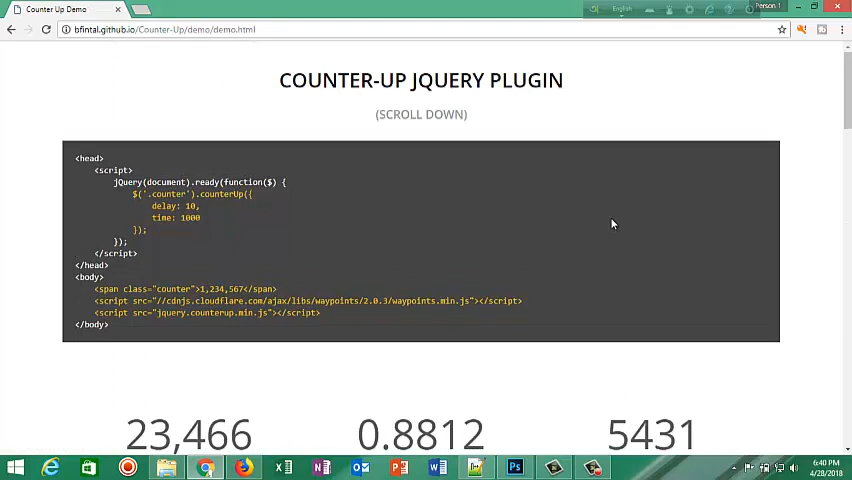 Counter Up Demo
English
Person 1
bfintal.github.io/Counter-Up/demo/demo.html
COUNTER-UP JQUERY PLUGIN
(SCROLL DOWN)
<head>
<script>
jQuery(document).ready(function($) {
$('.counter').counterUp({
delay: 10,
time: 1000
});
});
</script>
</head>
<body>
<span class="counter">1,234,567</span>
<script src="//cdnjs.cloudflare.com/ajax/libs/waypoints/2.0.3/waypoints.min.js"></script>
<script src="jquery.counterup.min.js"></script>
</body>
23,466 0.8812 5431
6:40 PM
4/28/2018